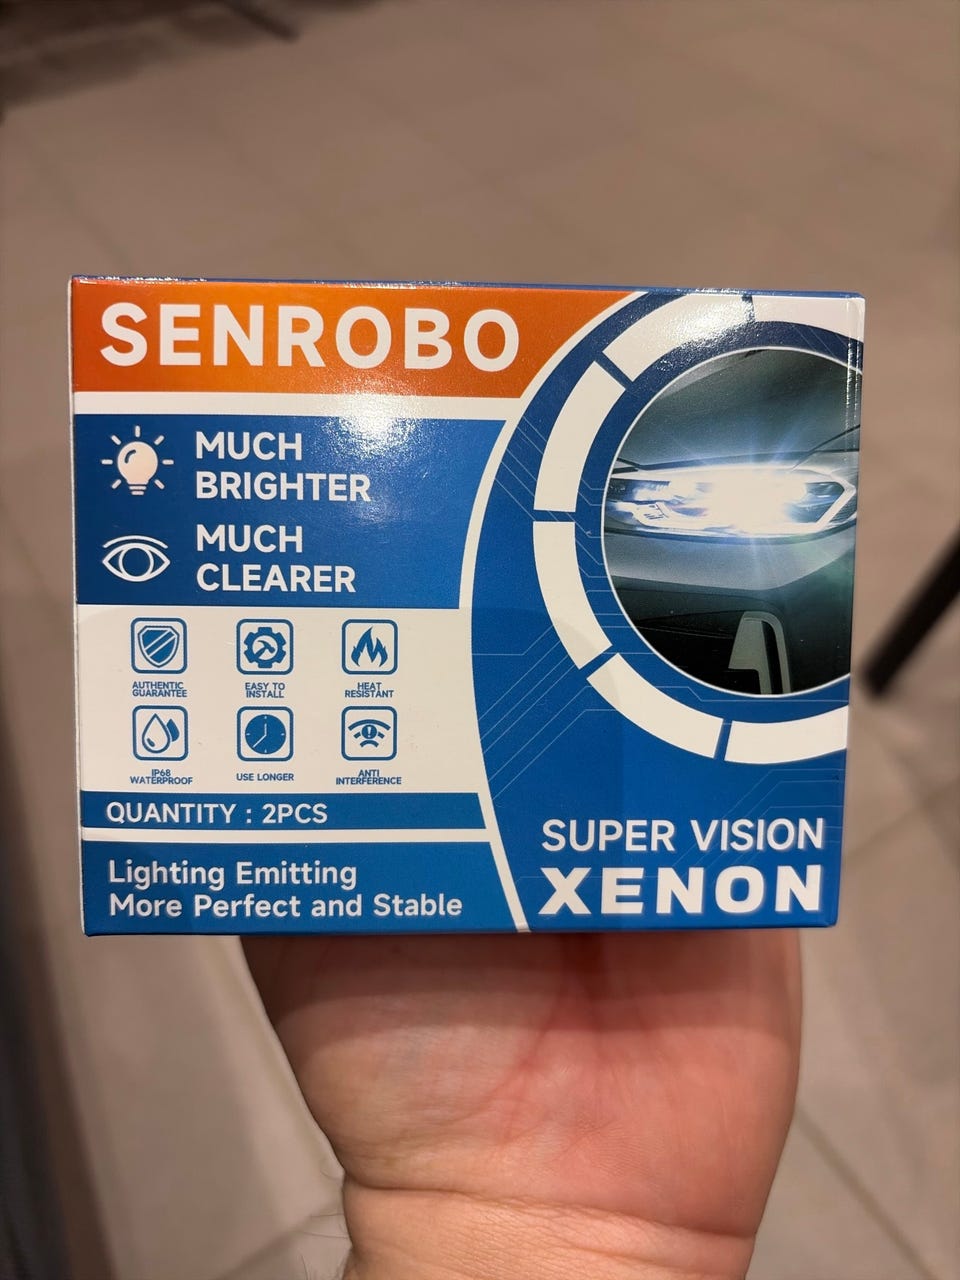 SENROBO
MUCH
BRIGHTER
MUCH
CLEARER
AUTHENTIC
GUARANTEE
EASY TO
INSTALL
HEAT
RESISTANT
IP68
WATERPROOF
USE LONGER
ANTI
INTERFERENCE
QUANTITY : 2PCS
Lighting Emitting
More Perfect and Stable
SUPER VISION
XENON